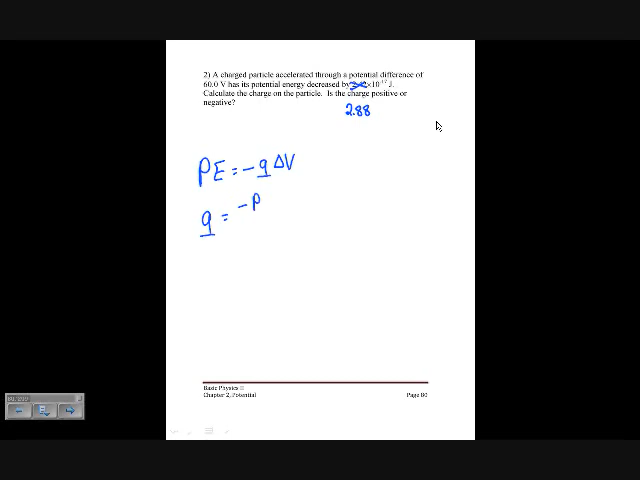 2) A charged particle accelerated through a potential difference of
60.0 V has its potential energy decreased by ×10⁻¹⁷ J.
2.88
Calculate the charge on the particle. Is the charge positive or
negative?
PE = -q ΔV
q = -P
Basic Physics II
Chapter 2, Potential Page 80